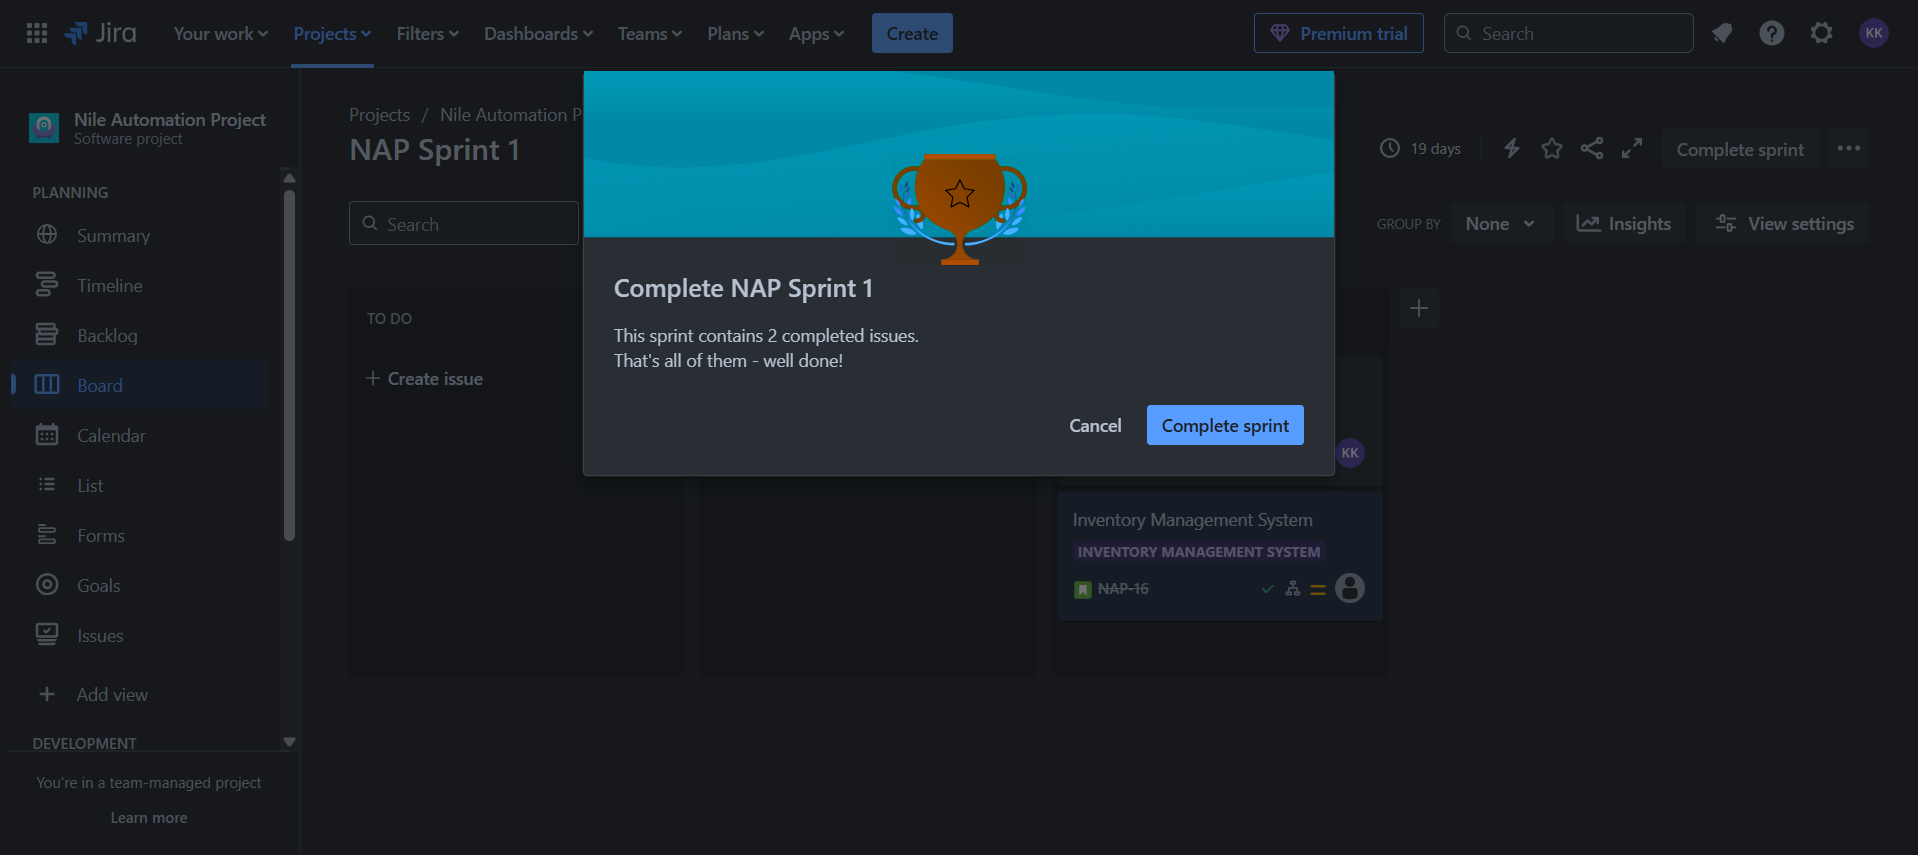 Jira
Your work
Projects
Filters
Dashboards
Teams
Plans
Apps
Create
Premium trial
Search
KK
Nile Automation Project
Software project
PLANNING
Summary
Timeline
Backlog
Board
Calendar
List
Forms
Goals
Issues
Add view
DEVELOPMENT
You're in a team-managed project
Learn more
Projects / Nile Automation P
NAP Sprint 1
19 days
Complete sprint
Search
GROUP BY
None
Insights
View settings
TO DO
Create issue
Complete NAP Sprint 1
This sprint contains 2 completed issues.
That's all of them - well done!
Cancel
Complete sprint
KK
Inventory Management System
INVENTORY MANAGEMENT SYSTEM
NAP-16